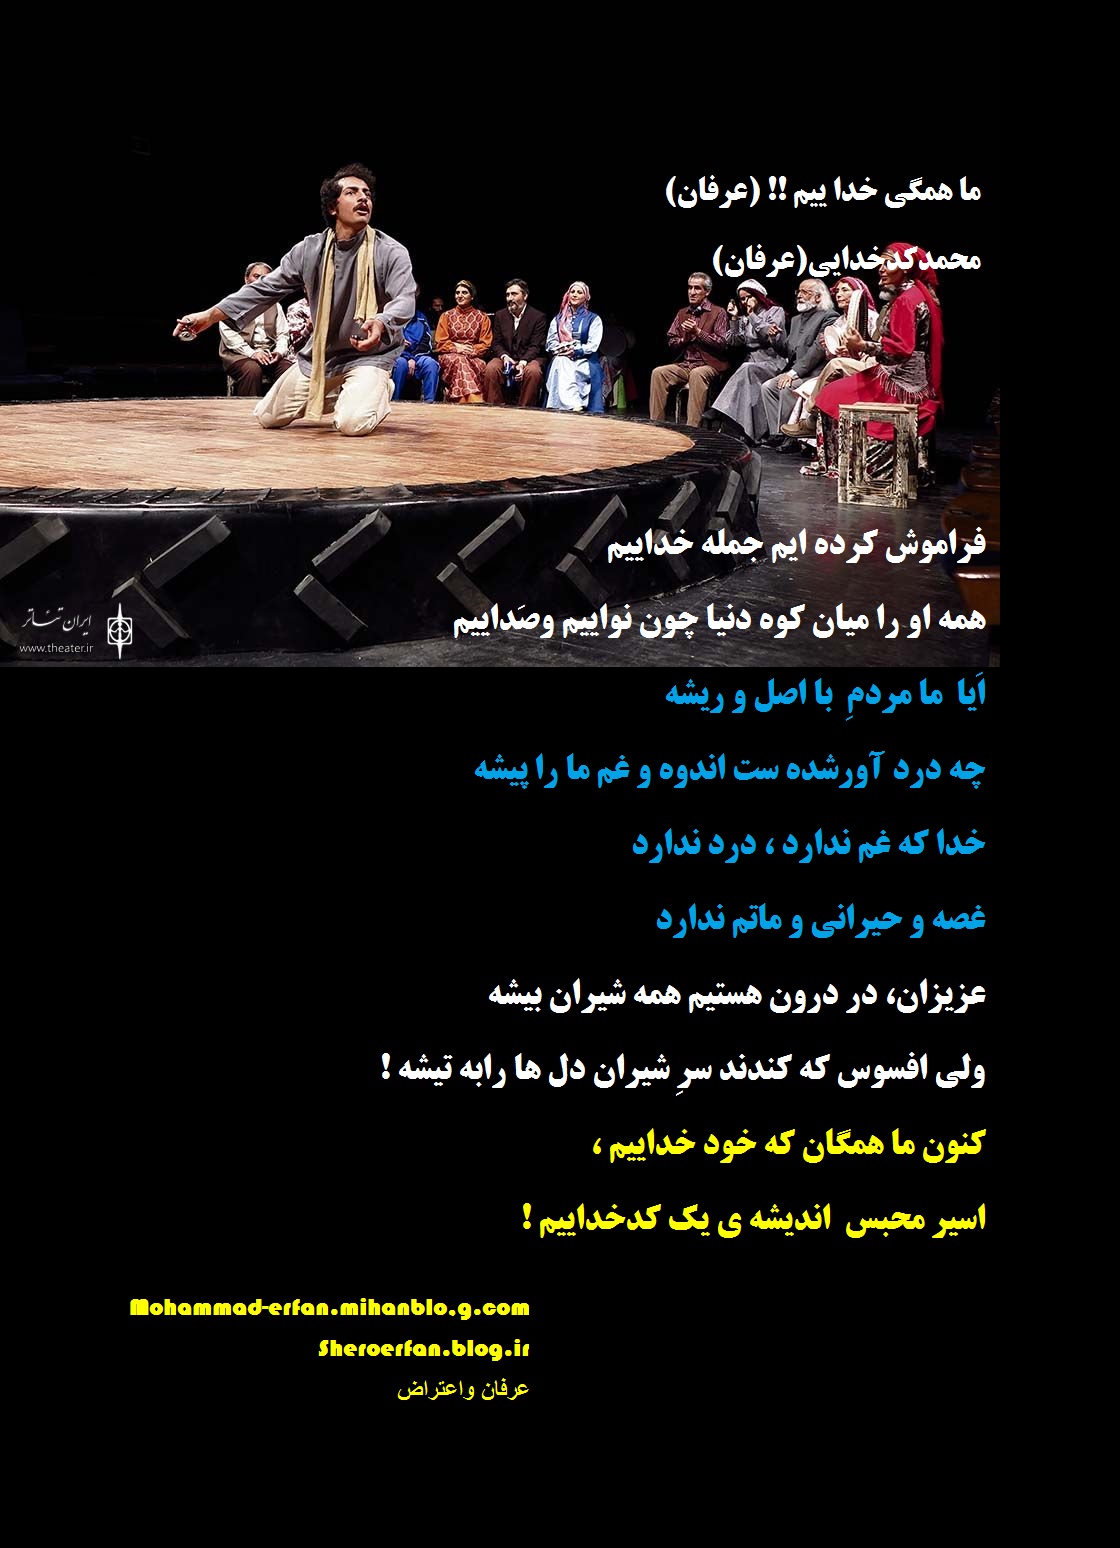 ما همگی خدا ییم !! (عرفان)
محمدکدخدایی(عرفان)
فراموش کرده ایم جمله خداییم
همه او را میان کوه دنیا چون نواییم وصَداییم
ایران تئاتر
www.theater.ir
اَیا ما مردمِ با اصل و ریشه
چه درد آورشده ست اندوه و غم ما را پیشه
خدا که غم ندارد ، درد ندارد
غصه و حیرانی و ماتم ندارد
عزیزان، در درون هستیم همه شیران بیشه
ولی افسوس که کندند سرِ شیران دل ها رابه تیشه !
کنون ما همگان که خود خداییم ،
اسیر محبس اندیشه ی یک کدخداییم !
Mohammad-erfan.mihanblo.g.com
Sheroerfan.blog.ir
عرفان واعتراض